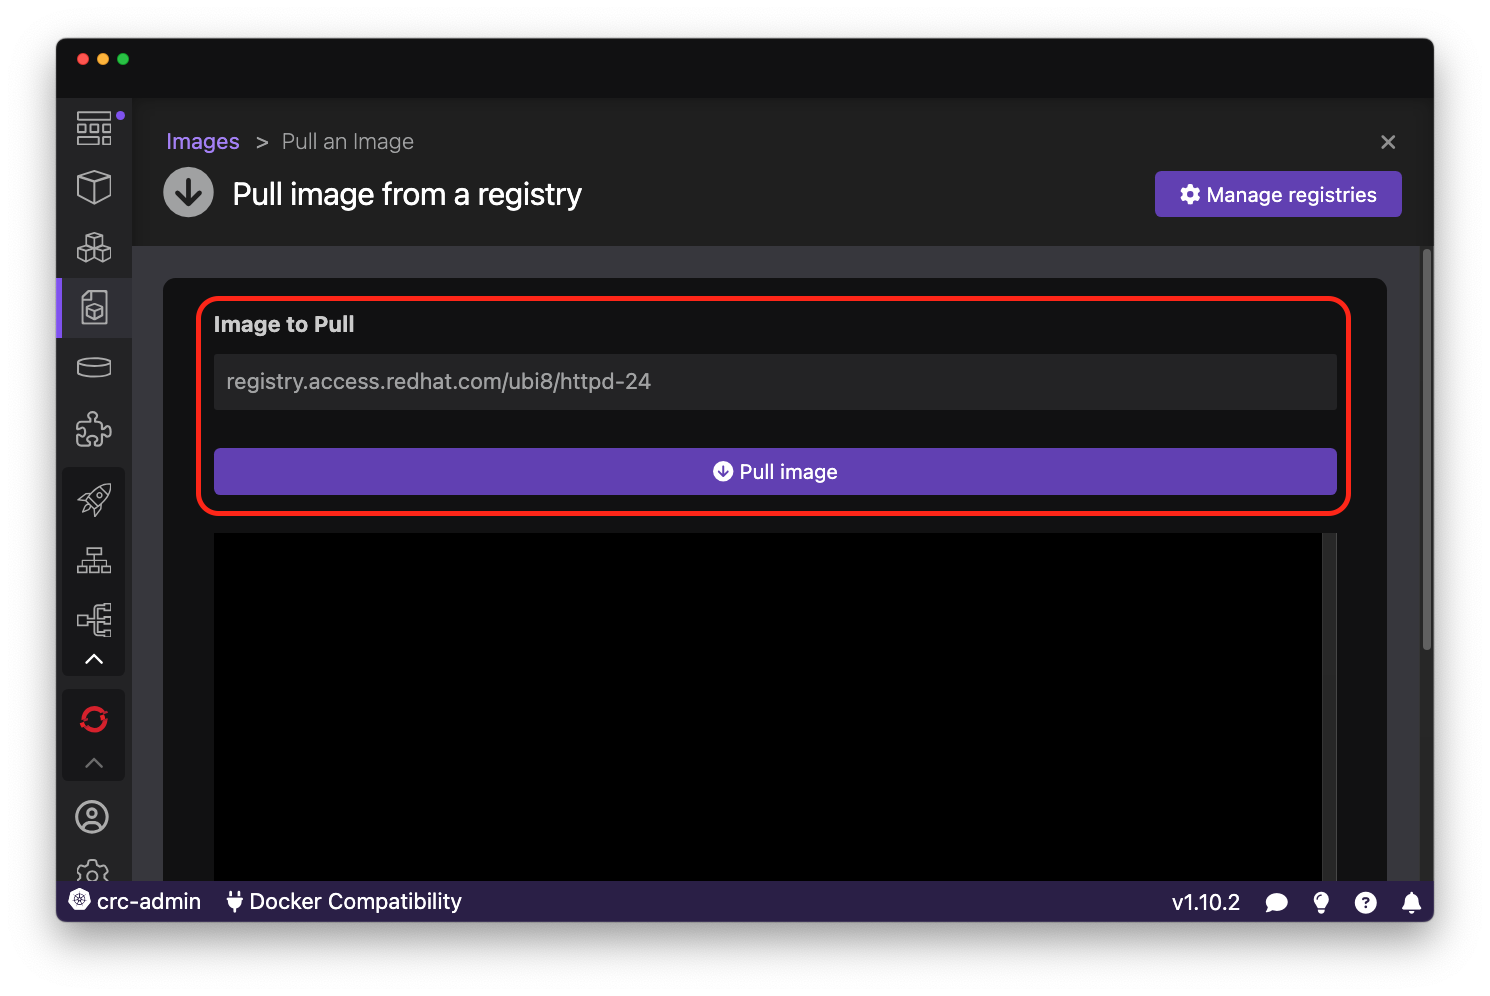 Images > Pull an Image
Pull image from a registry
Manage registries
Image to Pull
registry.access.redhat.com/ubi8/httpd-24
Pull image
crc-admin
Docker Compatibility
v1.10.2